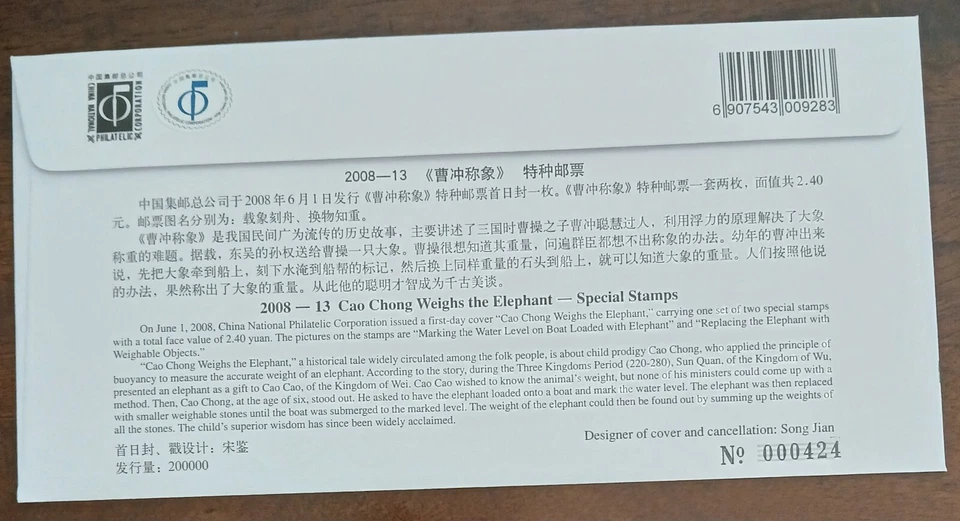 中国集邮总公司
CHINA NATIONAL
PHILATELIC
CORPORATION
中国集邮总公司
6 907543 009283
2008—13 《曹冲称象》 特种邮票
中国集邮总公司于2008年6月1日发行《曹冲称象》特种邮票首日封一枚。《曹冲称象》特种邮票一套两枚，面值共2.40
元。邮票图名分别为：载象刻舟、换物知重。
《曹冲称象》是我国民间广为流传的历史故事，主要讲述了三国时曹操之子曹冲聪慧过人，利用浮力的原理解决了大象
称重的难题。据载，东吴的孙权送给曹操一只大象。曹操很想知道其重量，问遍群臣都想不出称象的办法。幼年的曹冲出来
说，先把大象牵到船上，刻下水淹到船帮的标记，然后换上同样重量的石头到船上，就可以知道大象的重量。人们按照他说
的办法，果然称出了大象的重量。从此他的聪明才智成为千古美谈。
2008 — 13 Cao Chong Weighs the Elephant — Special Stamps
On June 1, 2008, China National Philatelic Corporation issued a first-day cover “Cao Chong Weighs the Elephant,” carrying one set of two special stamps
with a total face value of 2.40 yuan. The pictures on the stamps are “Marking the Water Level on Boat Loaded with Elephant” and “Replacing the Elephant with
Weighable Objects.”
“Cao Chong Weighs the Elephant,” a historical tale widely circulated among the folk people, is about child prodigy Cao Chong, who applied the principle of
buoyancy to measure the accurate weight of an elephant. According to the story, during the Three Kingdoms Period (220-280), Sun Quan, of the Kingdom of Wu,
presented an elephant as a gift to Cao Cao, of the Kingdom of Wei. Cao Cao wished to know the animal’s weight, but none of his ministers could come up with a
method. Then, Cao Chong, at the age of six, stood out. He asked to have the elephant loaded onto a boat and mark the water level. The elephant was then replaced
with smaller weighable stones until the boat was submerged to the marked level. The weight of the elephant could then be found out by summing up the weights of
all the stones. The child’s superior wisdom has since been widely acclaimed.
首日封、戳设计：宋鉴
Designer of cover and cancellation: Song Jian
发行量：200000
№ 000424